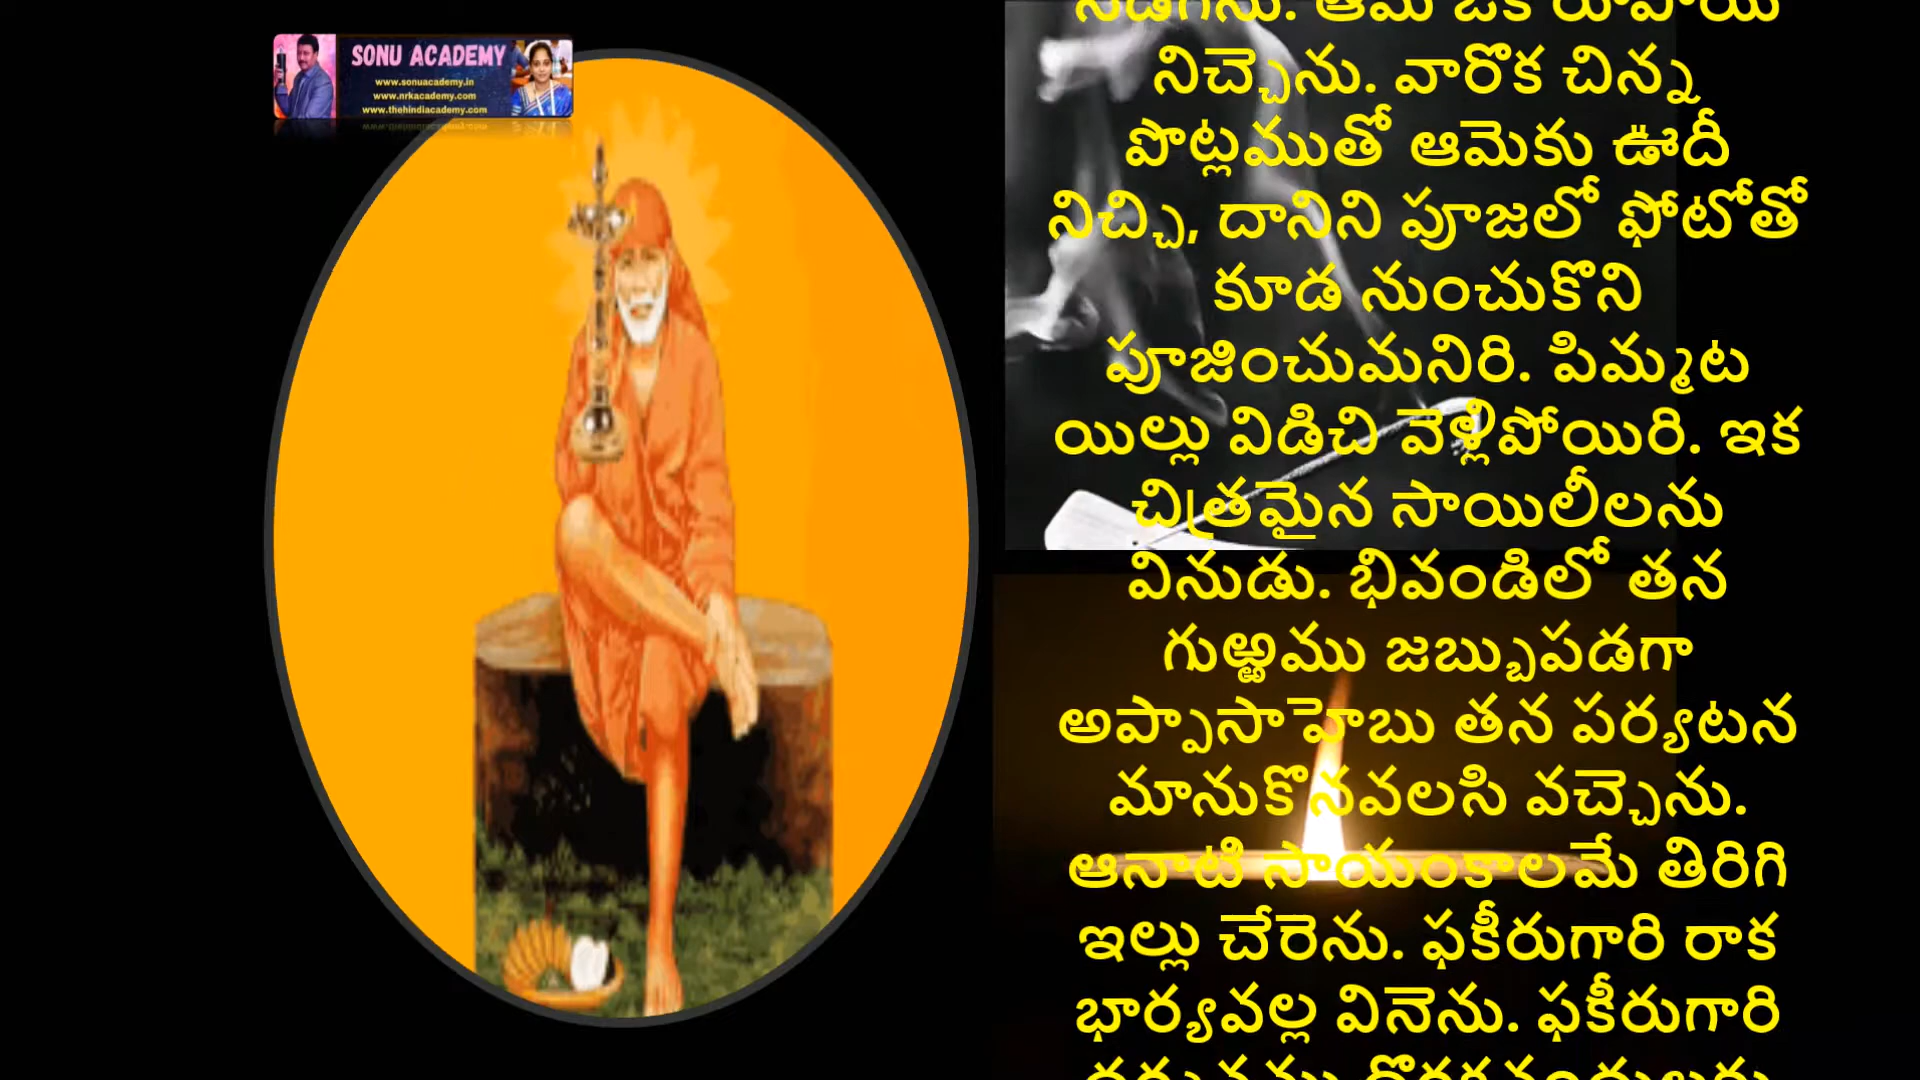 SONU ACADEMY
www.sonuacademy.in
www.nrkacademy.com
www.thehindiacademy.com
నిచ్చెను. వారొక చిన్న
పొట్లముతో ఆమెకు ఊదీ
నిచ్చి, దానిని పూజలో ఫోటోతో
కూడ నుంచుకొని
పూజించుమనిరి. పిమ్మట
యిల్లు విడిచి వెళ్లిపోయిరి. ఇక
చిత్రమైన సాయిలీలను
వినుడు. భివండిలో తన
గుఱ్ఱము జబ్బుపడగా
అప్పాసాహెబు తన పర్యటన
మానుకొనవలసి వచ్చెను.
ఆనాటి సాయంకాలమే తిరిగి
ఇల్లు చేరెను. ఫకీరుగారి రాక
భార్యవల్ల వినెను. ఫకీరుగారి